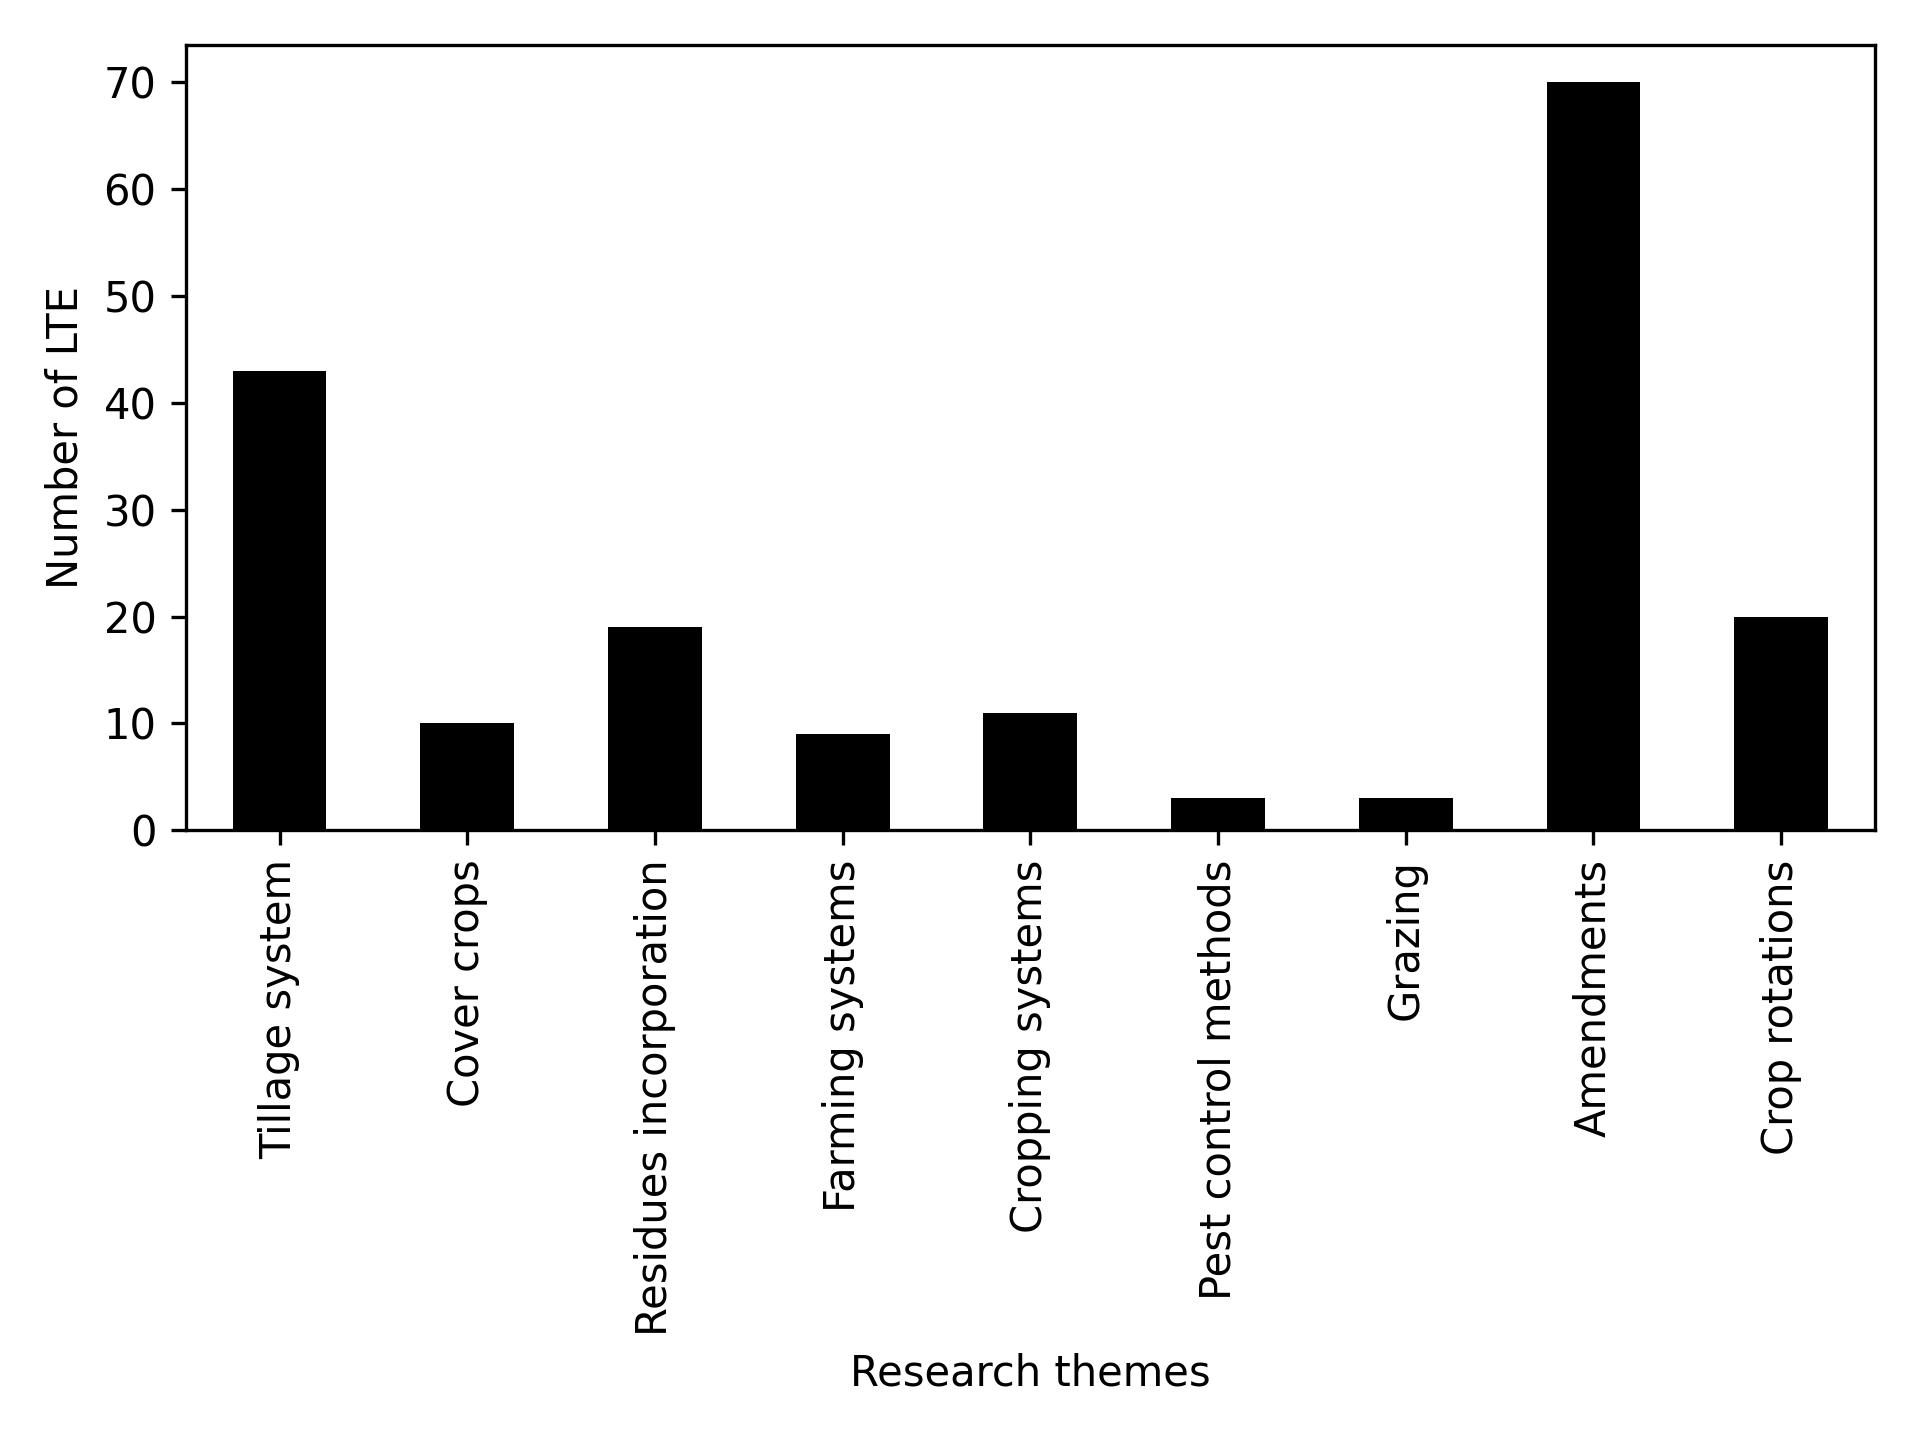 Number of LTE
70
60
50
40
30
20
10
0
Tillage system
Cover crops
Residues incorporation
Farming systems
Cropping systems
Pest control methods
Grazing
Amendments
Crop rotations
Research themes